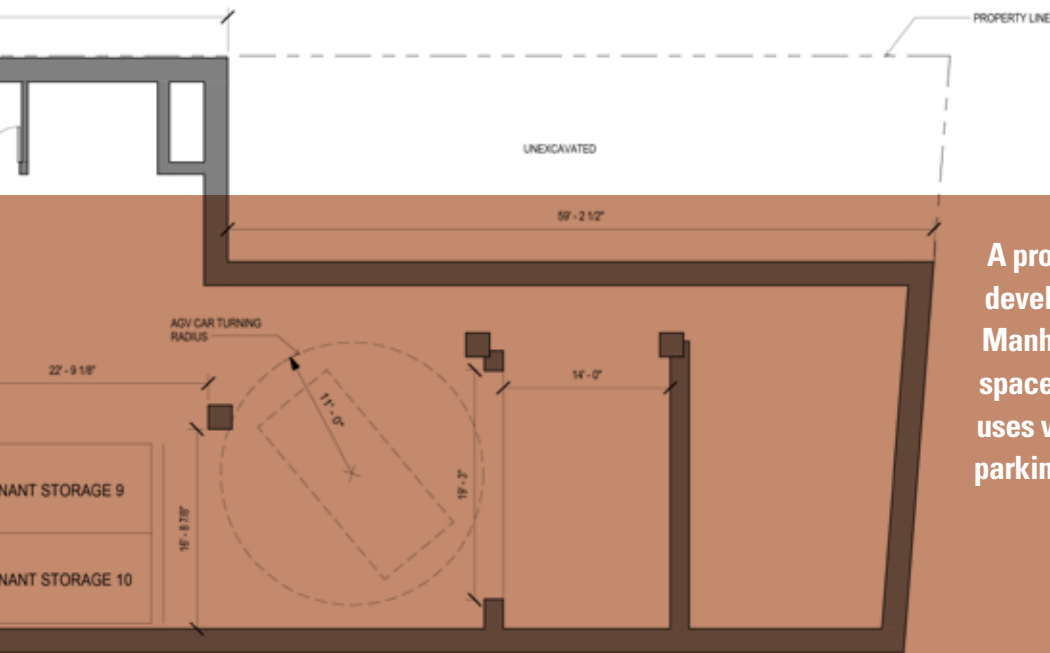 PROPERTY LINE
UNEXCAVATED
59' - 2 1/2"
AGV CAR TURNING
RADIUS
22' - 9 1/8"
11' - 0"
14' - 0"
19' - 3"
16' - 8 7/8"
NANT STORAGE 9
NANT STORAGE 10
A pro
devel
Manh
space
uses v
parkin